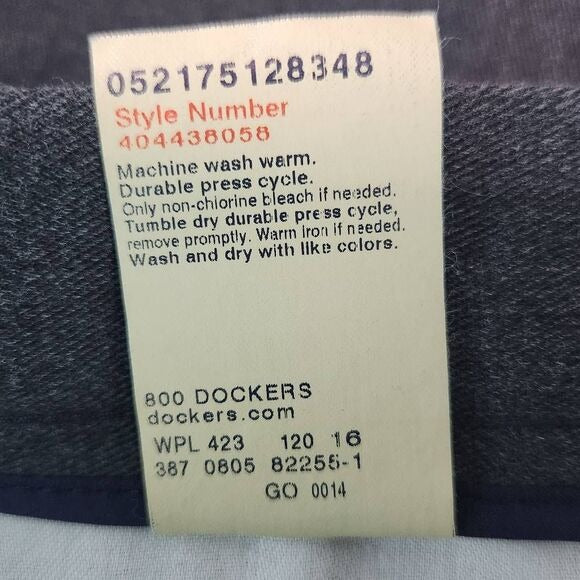 052175128348
Style Number
404438058
Machine wash warm.
Durable press cycle.
Only non-chlorine bleach if needed.
Tumble dry durable press cycle,
remove promptly. Warm iron if needed.
Wash and dry with like colors.
800 DOCKERS
dockers.com
WPL 423 120 16
387 0805 82255-1
GO 0014